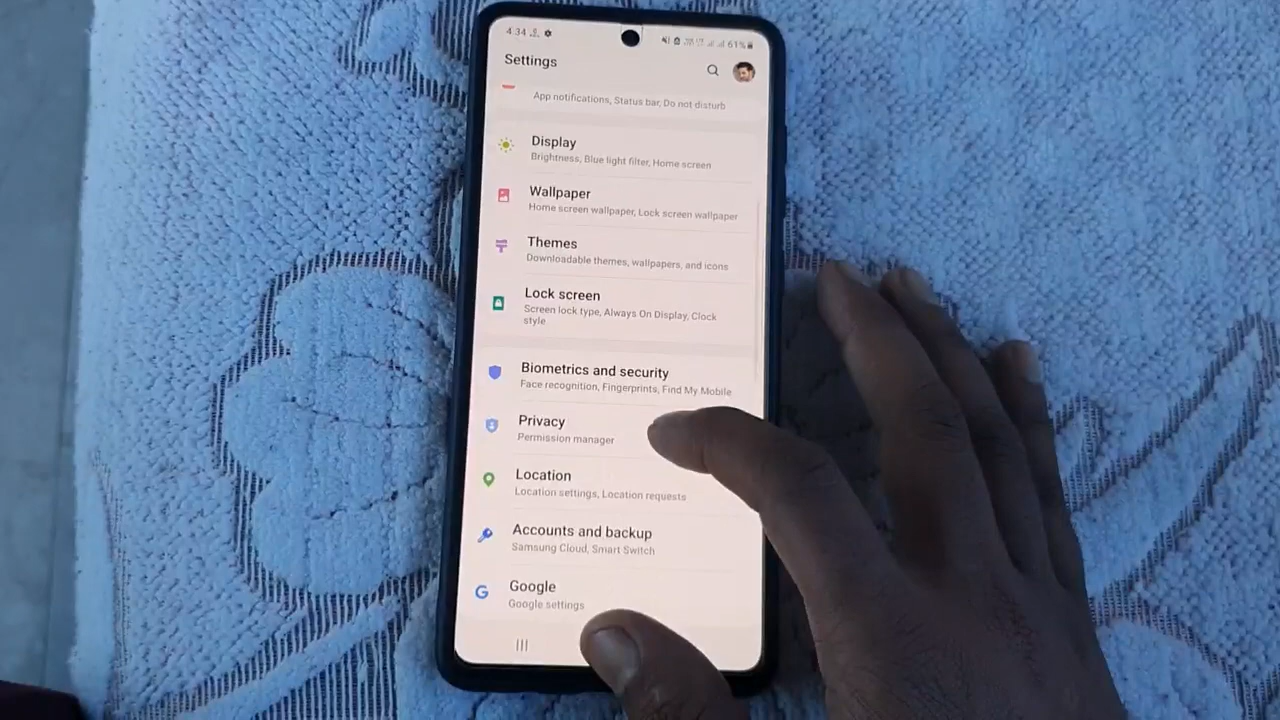 4:34
61%
Settings
App notifications, Status bar, Do not disturb
Display
Brightness, Blue light filter, Home screen
Wallpaper
Home screen wallpaper, Lock screen wallpaper
Themes
Downloadable themes, wallpapers, and icons
Lock screen
Screen lock type, Always On Display, Clock
style
Biometrics and security
Face recognition, Fingerprints, Find My Mobile
Privacy
Permission manager
Location
Location settings, Location requests
Accounts and backup
Samsung Cloud, Smart Switch
G
Google
Google settings